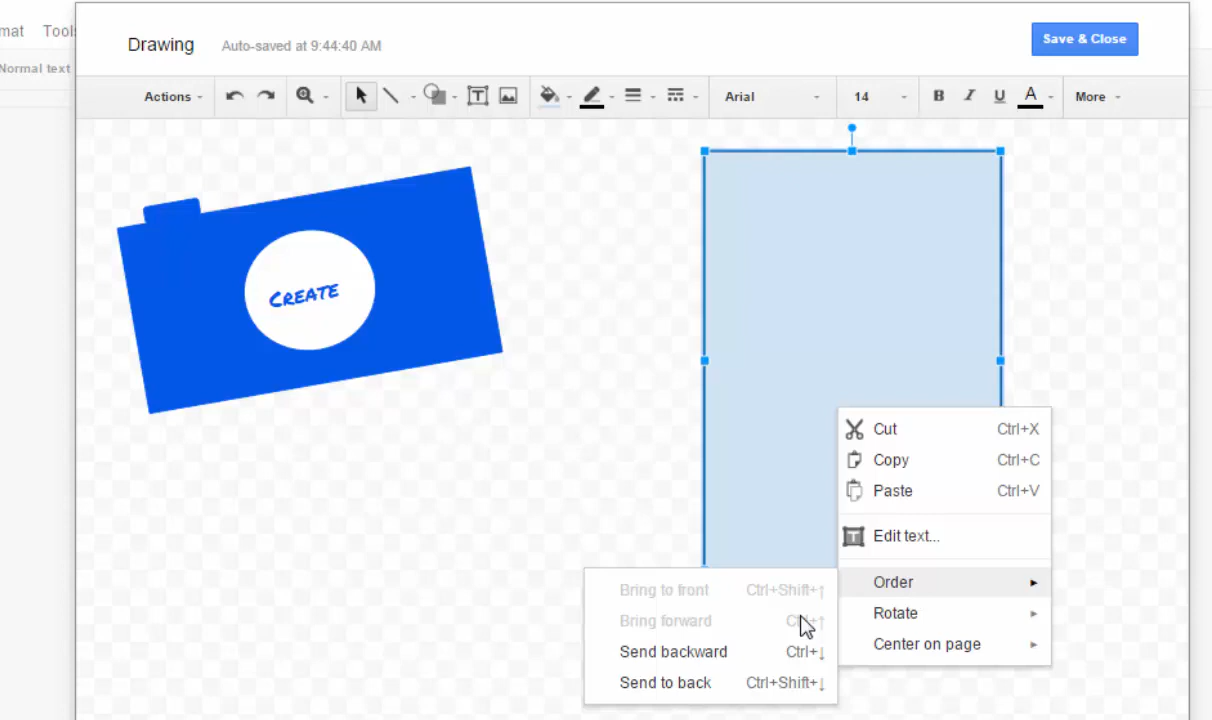 mat Tools
Drawing Auto-saved at 9:44:40 AM Save & Close
Normal text
Actions Arial 14 B I U A More
CREATE
Cut Ctrl+X
Copy Ctrl+C
Paste Ctrl+V
Edit text...
Order
Rotate
Center on page
Bring to front Ctrl+Shift+↑
Bring forward
Send backward Ctrl+↓
Send to back Ctrl+Shift+↓